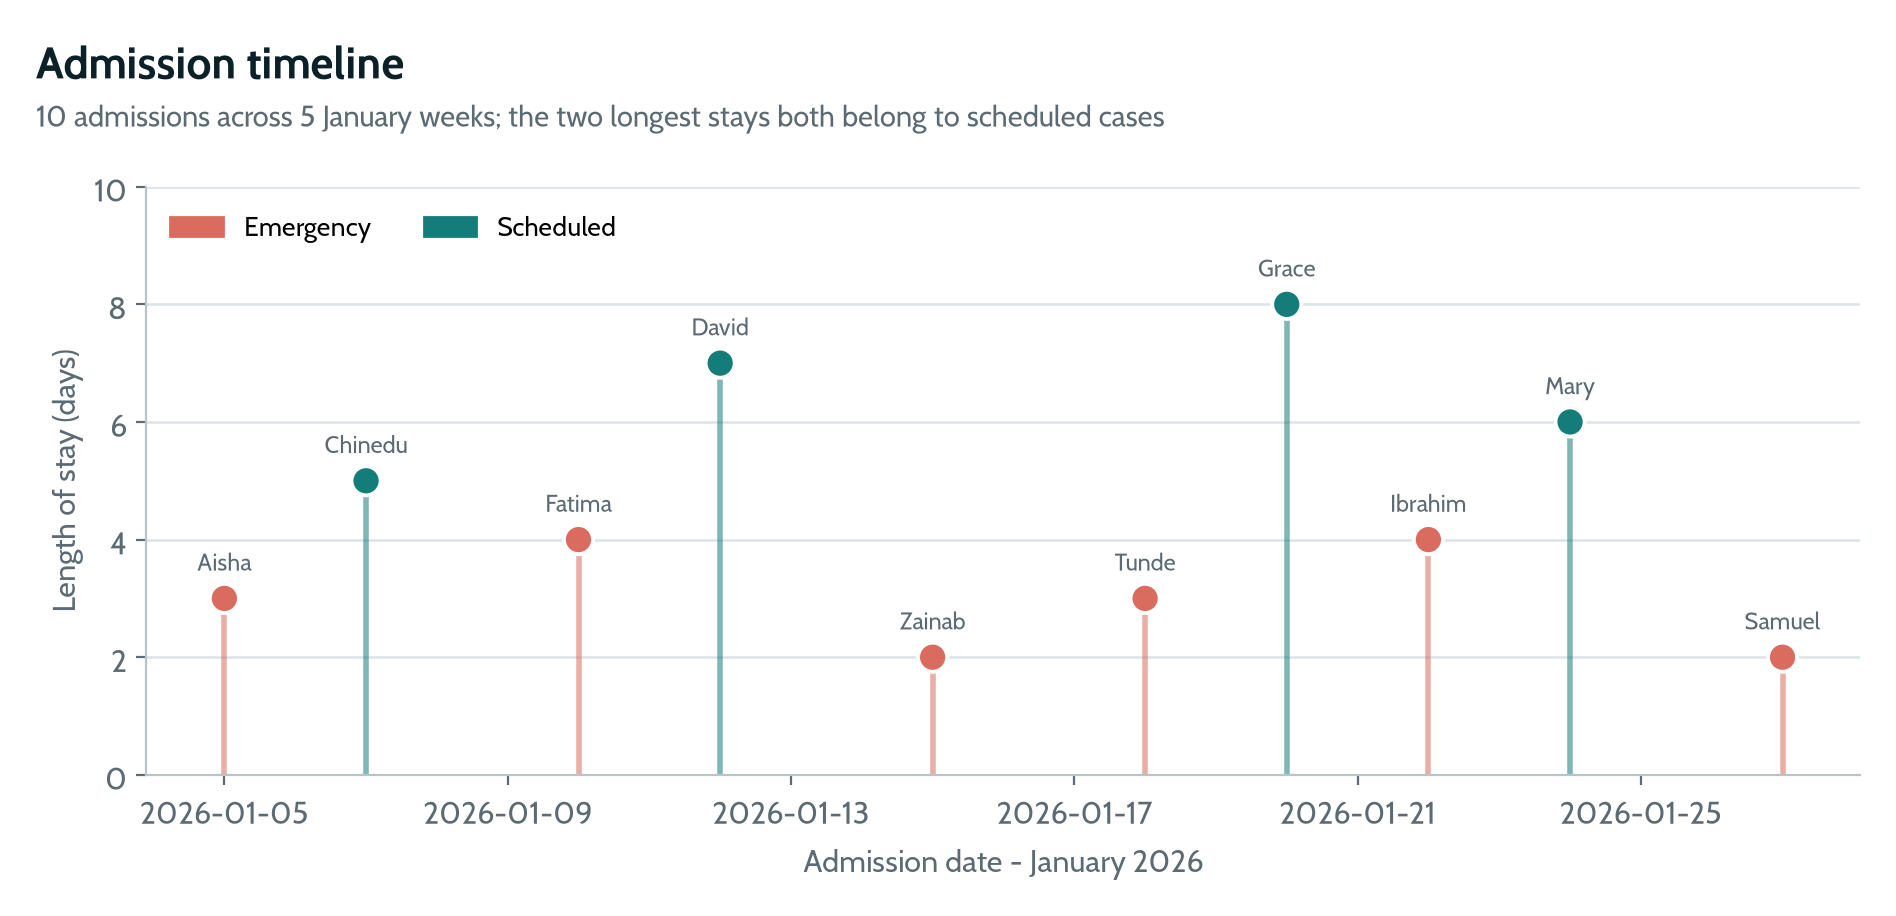 Admission timeline
10 admissions across 5 January weeks; the two longest stays both belong to scheduled cases
Length of stay (days)
10
8
6
4
2
0
Emergency
Scheduled
Aisha
Chinedu
Fatima
David
Zainab
Tunde
Grace
Ibrahim
Mary
Samuel
2026-01-05
2026-01-09
2026-01-13
2026-01-17
2026-01-21
2026-01-25
Admission date - January 2026